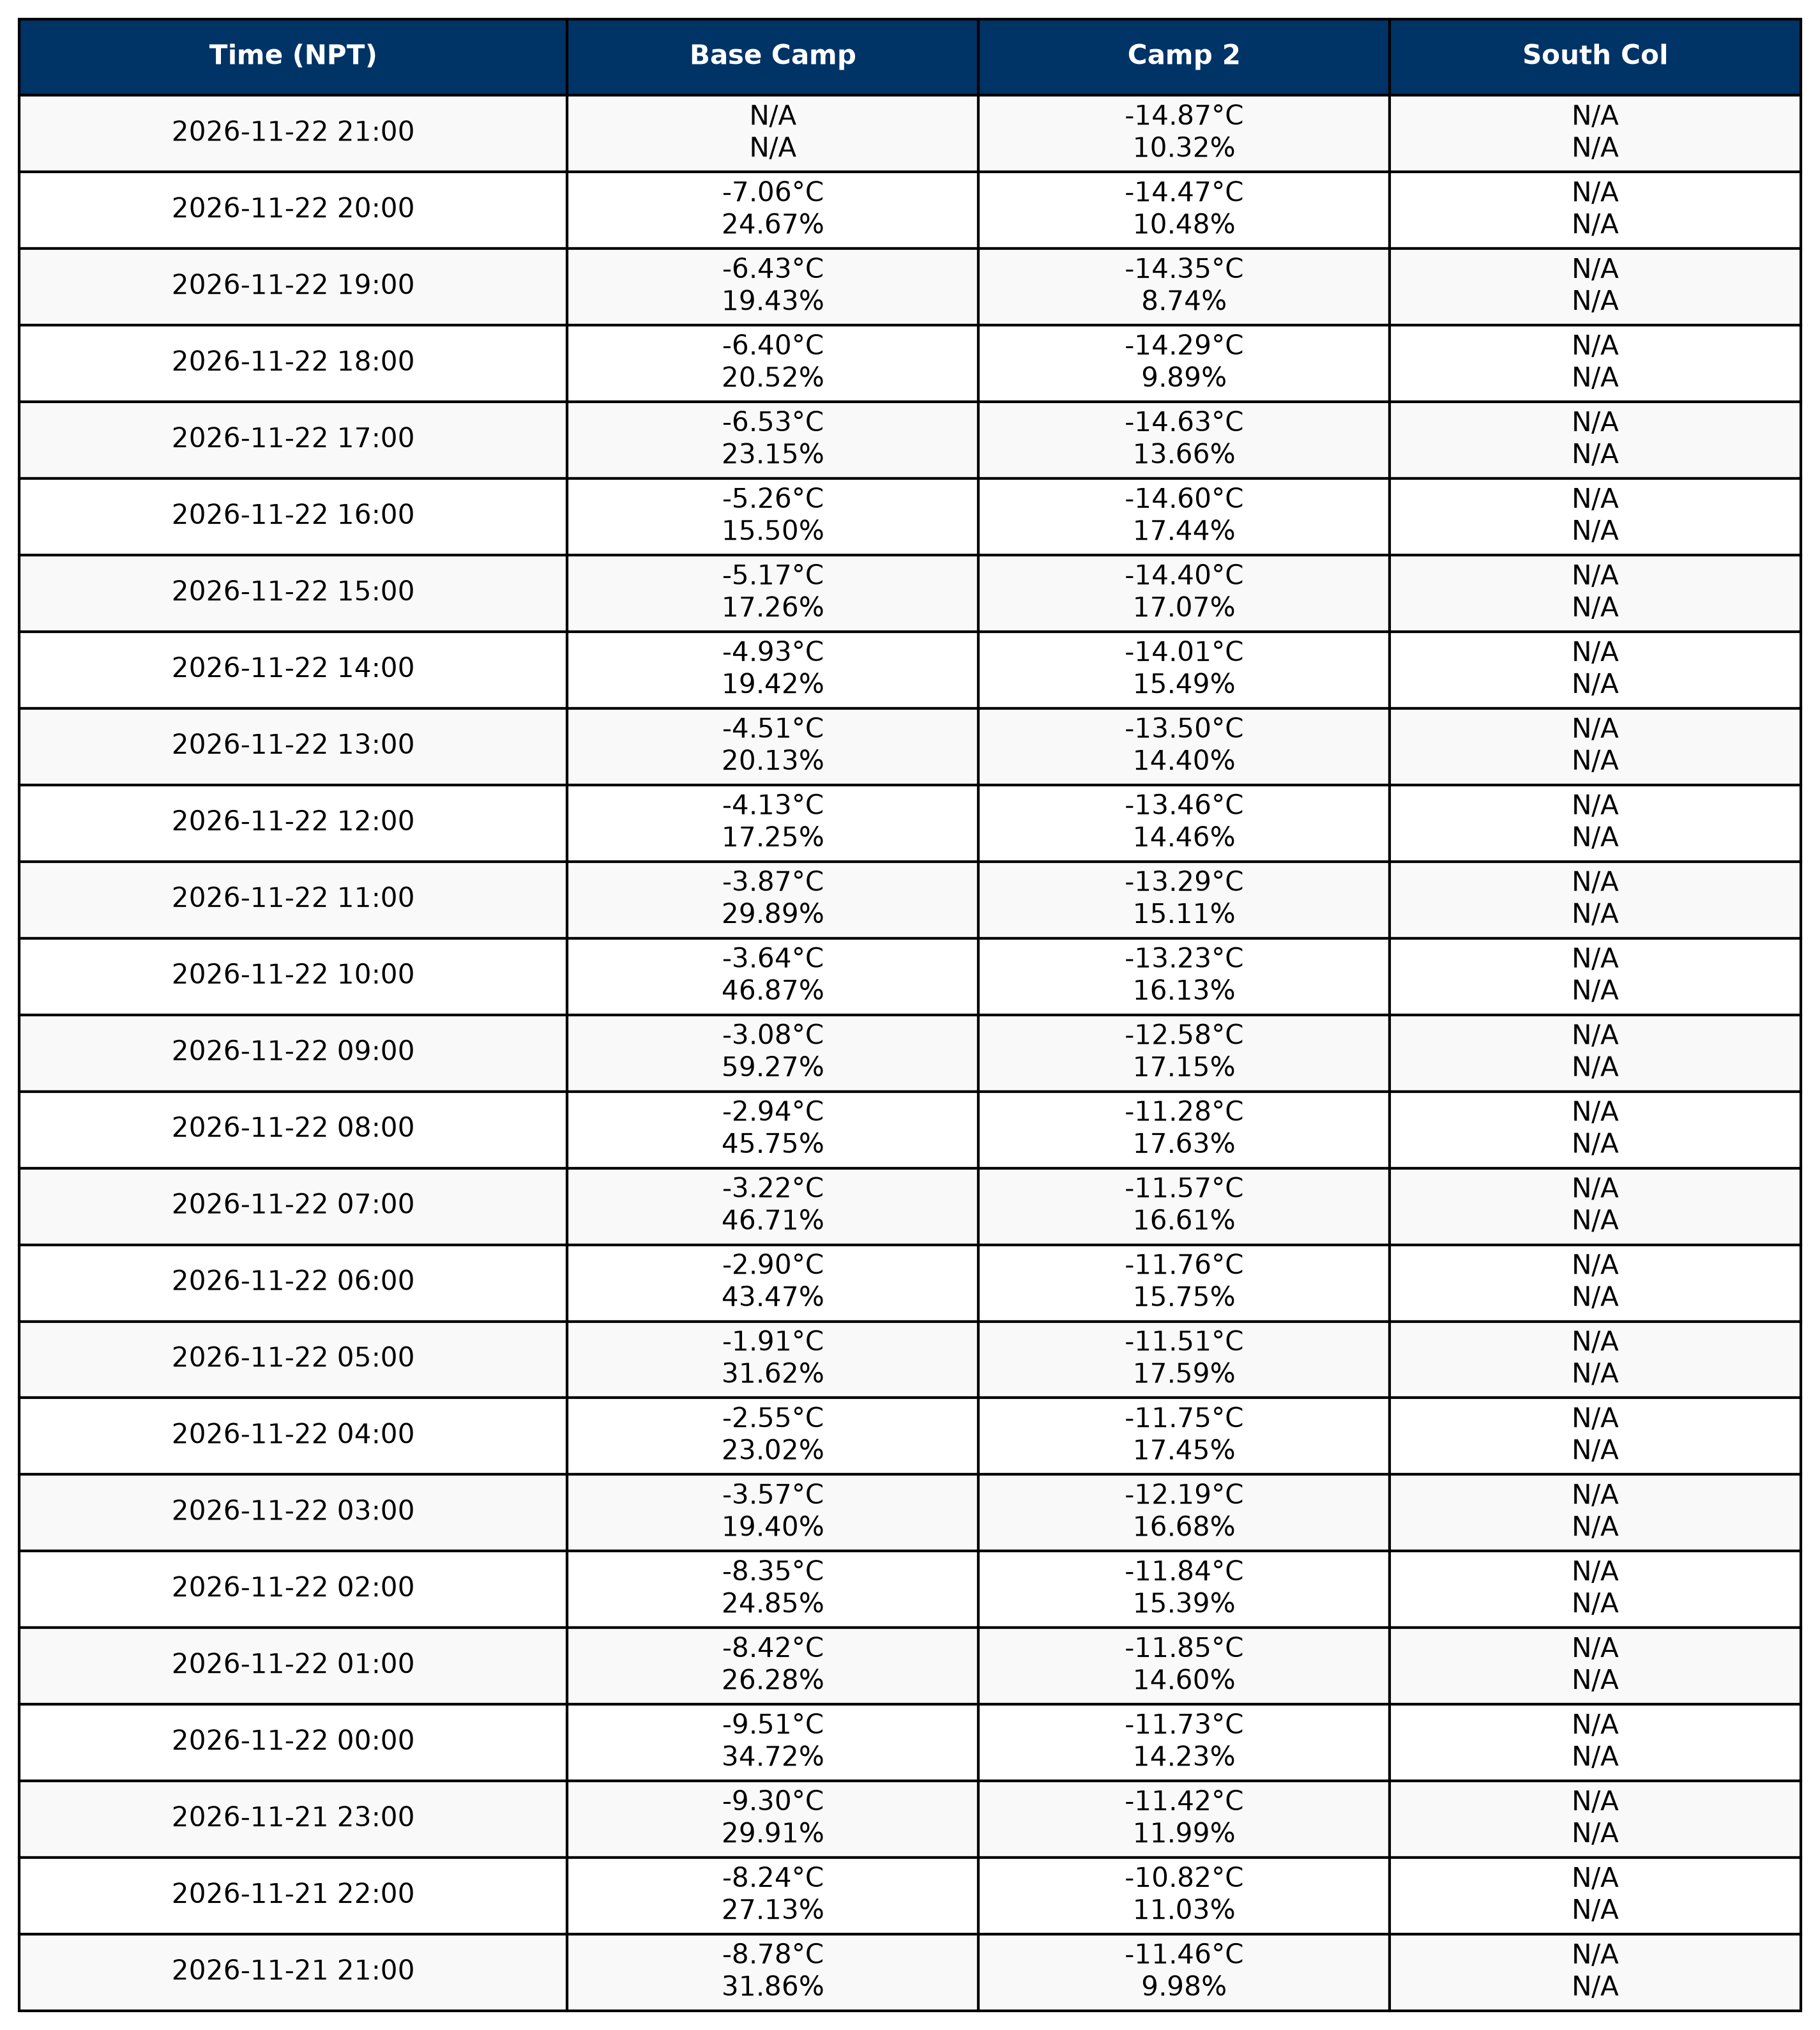 Time (NPT) Base Camp Camp 2 South Col
2026-11-22 21:00 N/A -14.87°C N/A
N/A 10.32% N/A
2026-11-22 20:00 -7.06°C -14.47°C N/A
24.67% 10.48% N/A
2026-11-22 19:00 -6.43°C -14.35°C N/A
19.43% 8.74% N/A
2026-11-22 18:00 -6.40°C -14.29°C N/A
20.52% 9.89% N/A
2026-11-22 17:00 -6.53°C -14.63°C N/A
23.15% 13.66% N/A
2026-11-22 16:00 -5.26°C -14.60°C N/A
15.50% 17.44% N/A
2026-11-22 15:00 -5.17°C -14.40°C N/A
17.26% 17.07% N/A
2026-11-22 14:00 -4.93°C -14.01°C N/A
19.42% 15.49% N/A
2026-11-22 13:00 -4.51°C -13.50°C N/A
20.13% 14.40% N/A
2026-11-22 12:00 -4.13°C -13.46°C N/A
17.25% 14.46% N/A
2026-11-22 11:00 -3.87°C -13.29°C N/A
29.89% 15.11% N/A
2026-11-22 10:00 -3.64°C -13.23°C N/A
46.87% 16.13% N/A
2026-11-22 09:00 -3.08°C -12.58°C N/A
59.27% 17.15% N/A
2026-11-22 08:00 -2.94°C -11.28°C N/A
45.75% 17.63% N/A
2026-11-22 07:00 -3.22°C -11.57°C N/A
46.71% 16.61% N/A
2026-11-22 06:00 -2.90°C -11.76°C N/A
43.47% 15.75% N/A
2026-11-22 05:00 -1.91°C -11.51°C N/A
31.62% 17.59% N/A
2026-11-22 04:00 -2.55°C -11.75°C N/A
23.02% 17.45% N/A
2026-11-22 03:00 -3.57°C -12.19°C N/A
19.40% 16.68% N/A
2026-11-22 02:00 -8.35°C -11.84°C N/A
24.85% 15.39% N/A
2026-11-22 01:00 -8.42°C -11.85°C N/A
26.28% 14.60% N/A
2026-11-22 00:00 -9.51°C -11.73°C N/A
34.72% 14.23% N/A
2026-11-21 23:00 -9.30°C -11.42°C N/A
29.91% 11.99% N/A
2026-11-21 22:00 -8.24°C -10.82°C N/A
27.13% 11.03% N/A
2026-11-21 21:00 -8.78°C -11.46°C N/A
31.86% 9.98% N/A